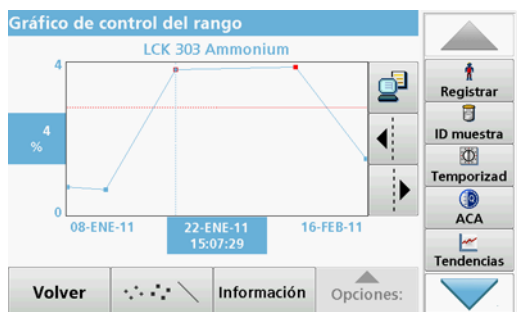 Gráfico de control del rango
LCK 303 Ammonium
4
4
%
0
08-ENE-11
22-ENE-11
15:07:29
16-FEB-11
Volver
Información
Opciones:
Registrar
ID muestra
Temporizad
ACA
Tendencias